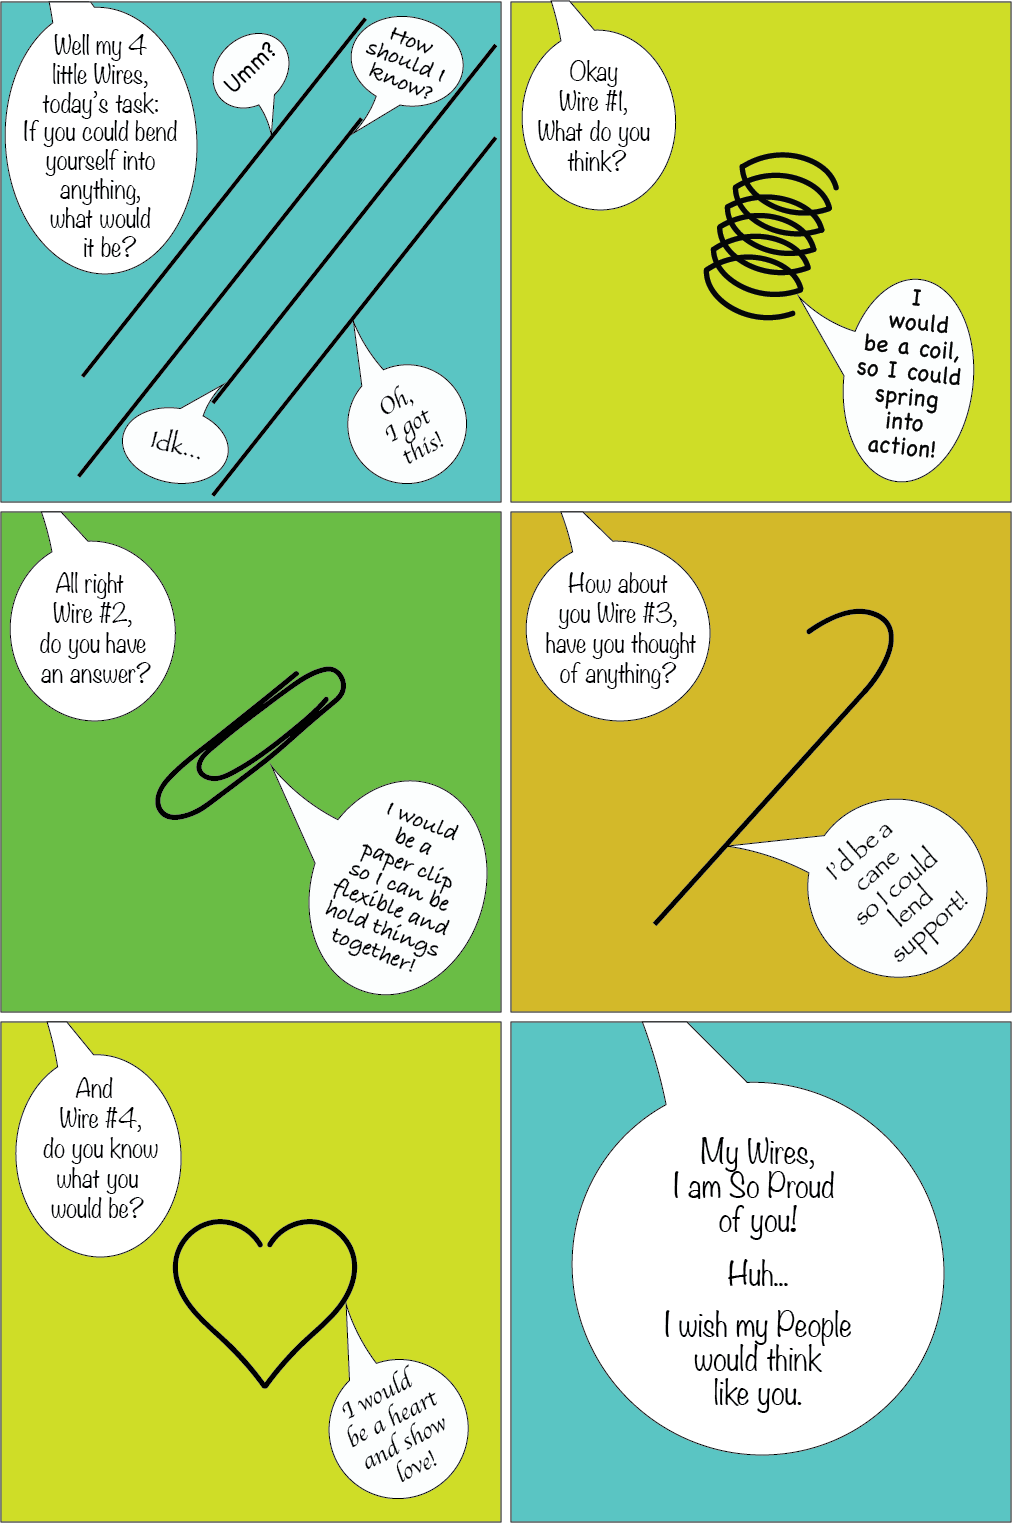 Well my 4
little Wires,
today's task:
If you could bend
yourself into
anything,
what would
it be?
Umm?
How
should I
know?
Idk...
Oh,
I got
this!
Okay
Wire #1,
What do you
think?
I
would
be a coil,
so I could
spring
into
action!
All right
Wire #2,
do you have
an answer?
I would
be a
paper clip
so I can be
flexible and
hold things
together!
How about
you Wire #3,
have you thought
of anything?
I'd be a
cane
so I could
lend
support!
And
Wire #4,
do you know
what you
would be?
I would
be a heart
and show
love!
My Wires,
I am So Proud
of you!
Huh...
I wish my People
would think
like you.